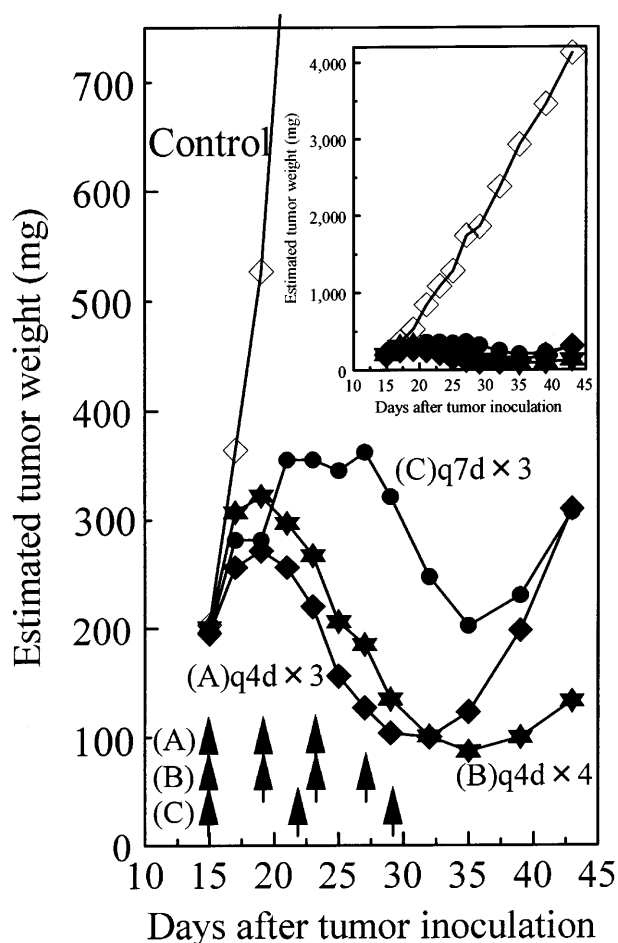 Estimated tumor weight (mg)
700
600
500
400
300
200
100
0
10
15
20
25
30
35
40
45
Days after tumor inoculation
Control
(C)q7d × 3
(A)q4d × 3
(B)q4d × 4
(A)
(B)
(C)
Estimated tumor weight (mg)
4,000
3,000
2,000
1,000
0
10
15
20
25
30
35
40
45
Days after tumor inoculation